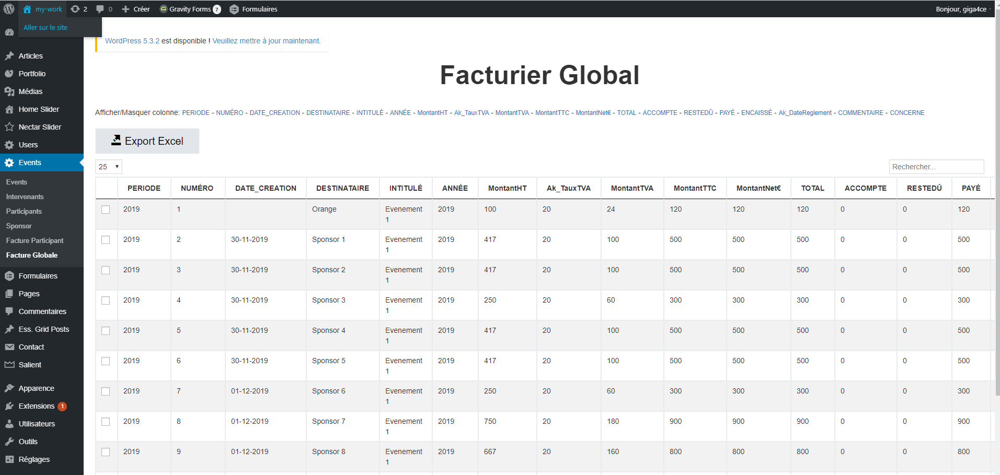 my-work 2 0 Créer Gravity Forms 7 Formulaires Bonjour, giga4ce
Aller sur le site
Articles
Portfolio
Médias
Home Slider
Nectar Slider
Users
Events
Events
Intervenants
Participants
Sponsor
Facture Participant
Facture Globale
Formulaires
Pages
Commentaires
Ess. Grid Posts
Contact
Salient
Apparence
Extensions 1
Utilisateurs
Outils
Réglages
WordPress 5.3.2 est disponible ! Veuillez mettre à jour maintenant.
Facturier Global
Afficher/Masquer colonne: PERIODE - NUMÉRO - DATE_CREATION - DESTINATAIRE - INTITULÉ - ANNÉE - MontantHT - Ak_TauxTVA - MontantTVA - MontantTTC - MontantNet€ - TOTAL - ACCOMPTE - RESTEDÛ - PAYÉ - ENCAISSÉ - Ak_DateReglement - COMMENTAIRE - CONCERNE
Export Excel
25 Rechercher...
PERIODE NUMÉRO DATE_CREATION DESTINATAIRE INTITULÉ ANNÉE MontantHT Ak_TauxTVA MontantTVA MontantTTC MontantNet€ TOTAL ACCOMPTE RESTEDÛ PAYÉ
2019 1 Orange Evenement 2019 100 20 24 120 120 120 0 0 120
1
2019 2 30-11-2019 Sponsor 1 Evenement 2019 417 20 100 500 500 500 0 0 500
1
2019 3 30-11-2019 Sponsor 2 Evenement 2019 417 20 100 500 500 500 0 0 500
1
2019 4 30-11-2019 Sponsor 3 Evenement 2019 250 20 60 300 300 300 0 0 300
1
2019 5 30-11-2019 Sponsor 4 Evenement 2019 417 20 100 500 500 500 0 0 500
1
2019 6 30-11-2019 Sponsor 5 Evenement 2019 417 20 100 500 500 500 0 0 500
1
2019 7 01-12-2019 Sponsor 6 Evenement 2019 250 20 60 300 300 300 0 0 300
1
2019 8 01-12-2019 Sponsor 7 Evenement 2019 750 20 180 900 900 900 0 0 900
1
2019 9 01-12-2019 Sponsor 8 Evenement 2019 667 20 160 800 800 800 0 0 800
1